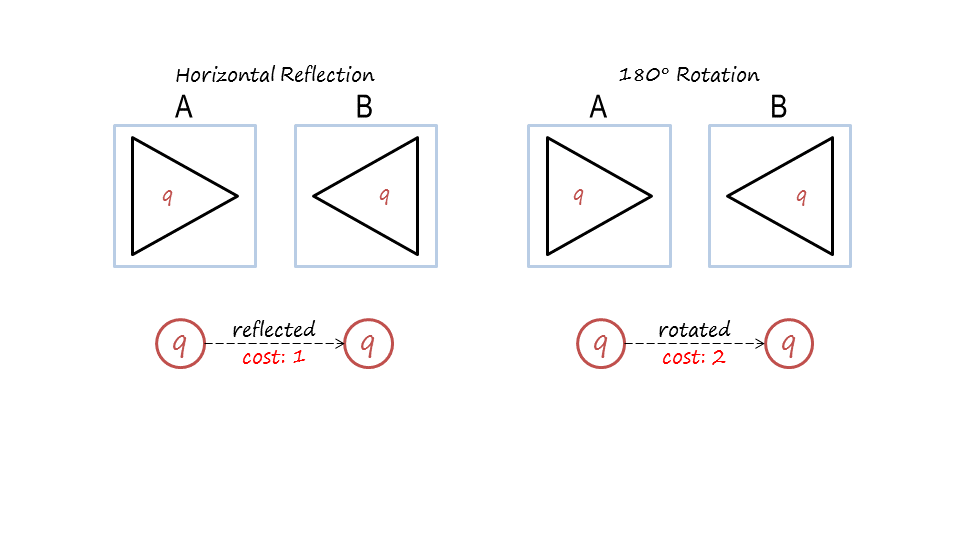 Horizontal Reflection
A B
q q
q reflected q
cost: 1
180° Rotation
A B
q q
q rotated q
cost: 2